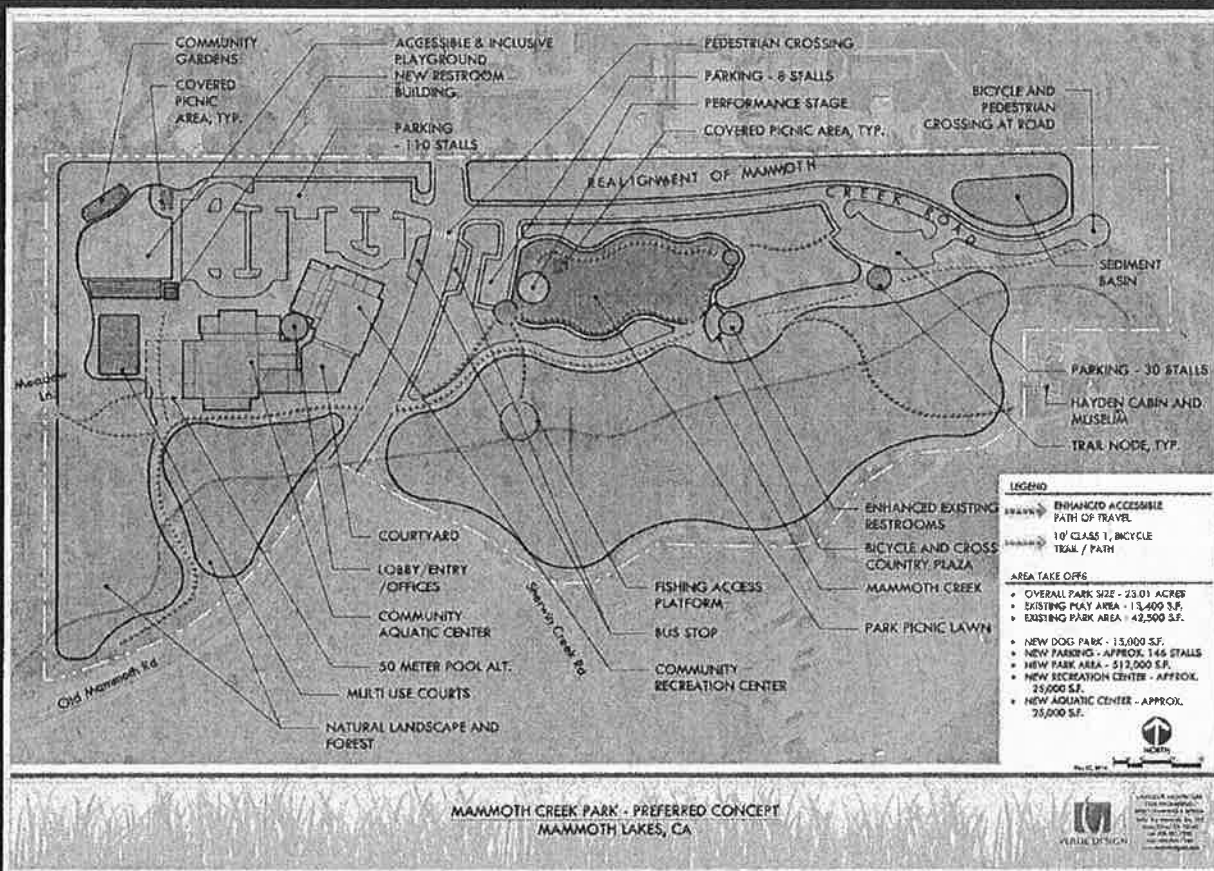 COMMUNITY
GARDENS
COVERED
PICNIC
AREA, TYP.
ACCESSIBLE & INCLUSIVE
PLAYGROUND
NEW RESTROOM
BUILDING
PARKING
- 110 STALLS
PEDESTRIAN CROSSING
PARKING - 8 STALLS
PERFORMANCE STAGE
COVERED PICNIC AREA, TYP.
BICYCLE AND
PEDESTRIAN
CROSSING AT ROAD
REALIGNMENT OF MAMMOTH
CREEK ROAD
SEDIMENT
BASIN
PARKING - 30 STALLS
HAYDEN CABIN AND
MUSEUM
TRAIL NODE, TYP.
Meadow
Ln.
ENHANCED EXISTING
RESTROOMS
BICYCLE AND CROSS
COUNTRY PLAZA
MAMMOTH CREEK
PARK PICNIC LAWN
COURTYARD
LOBBY/ENTRY
/OFFICES
COMMUNITY
AQUATIC CENTER
50 METER POOL ALT.
MULTI USE COURTS
NATURAL LANDSCAPE AND
FOREST
Old Mammoth Rd
Sherwin Creek Rd
FISHING ACCESS
PLATFORM
BUS STOP
COMMUNITY
RECREATION CENTER
LEGEND
ENHANCED ACCESSIBLE
PATH OF TRAVEL
10' CLASS 1, BICYCLE
TRAIL / PATH
AREA TAKE OFFS
• OVERALL PARK SIZE - 23.01 ACRES
• EXISTING PLAY AREA - 13,400 S.F.
• EXISTING PARK AREA - 42,500 S.F.
• NEW DOG PARK - 15,000 S.F.
• NEW PARKING - APPROX. 146 STALLS
• NEW PARK AREA - 512,000 S.F.
• NEW RECREATION CENTER - APPROX.
25,000 S.F.
• NEW AQUATIC CENTER - APPROX.
25,000 S.F.
NORTH
MAMMOTH CREEK PARK - PREFERRED CONCEPT
MAMMOTH LAKES, CA
VERDE DESIGN